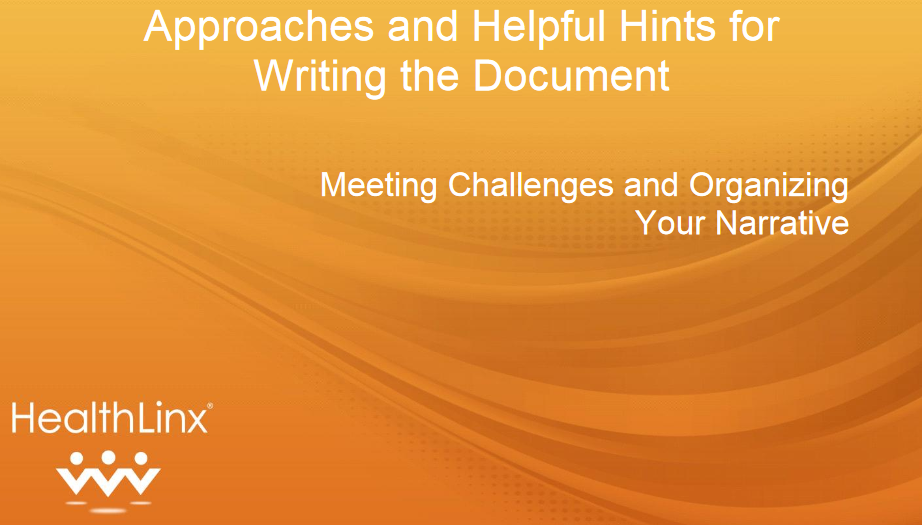 Approaches and Helpful Hints for
Writing the Document
Meeting Challenges and Organizing
Your Narrative
HealthLinx®